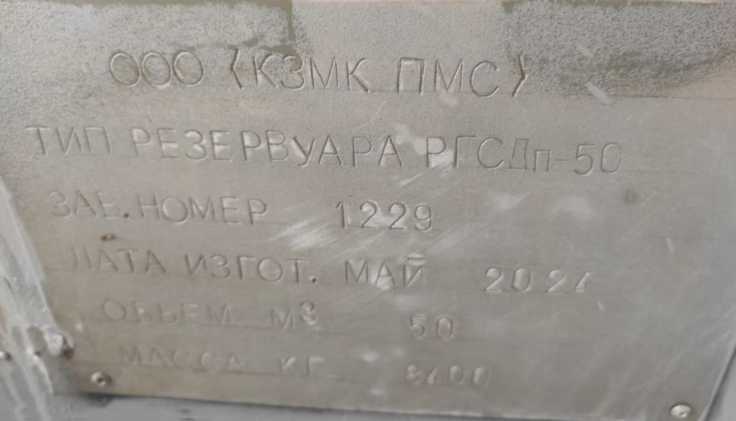 ООО <КЗМК ПМС>
ТИП РЕЗЕРВУАРА РГСДп-50
ЗАВ.НОМЕР 1229
ДАТА ИЗГОТ. МАЙ 2024
ОБЪЕМ М3 50
МАССА КГ